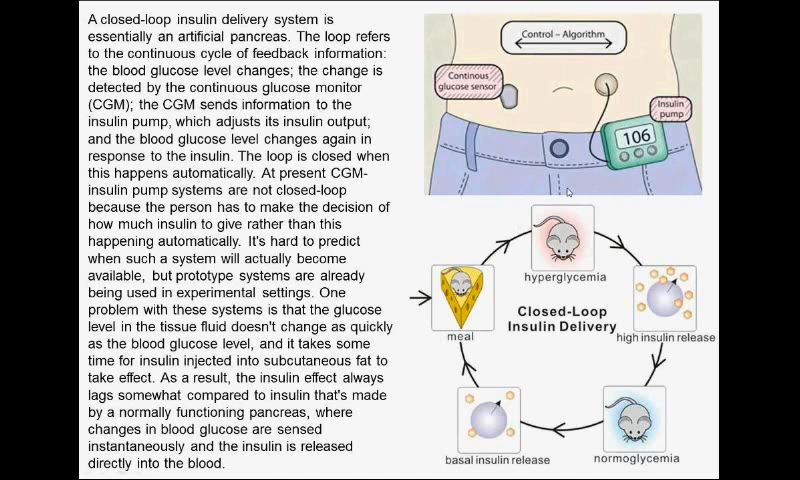 A closed-loop insulin delivery system is
essentially an artificial pancreas. The loop refers
to the continuous cycle of feedback information:
the blood glucose level changes; the change is
detected by the continuous glucose monitor
(CGM); the CGM sends information to the
insulin pump, which adjusts its insulin output;
and the blood glucose level changes again in
response to the insulin. The loop is closed when
this happens automatically. At present CGM-
insulin pump systems are not closed-loop
because the person has to make the decision of
how much insulin to give rather than this
happening automatically. It's hard to predict
when such a system will actually become
available, but prototype systems are already
being used in experimental settings. One
problem with these systems is that the glucose
level in the tissue fluid doesn't change as quickly
as the blood glucose level, and it takes some
time for insulin injected into subcutaneous fat to
take effect. As a result, the insulin effect always
lags somewhat compared to insulin that's made
by a normally functioning pancreas, where
changes in blood glucose are sensed
instantaneously and the insulin is released
directly into the blood.
Control – Algorithm
Continous
glucose sensor
Insulin
pump
106
hyperglycemia
meal
Closed-Loop
Insulin Delivery
high insulin release
basal insulin release
normoglycemia